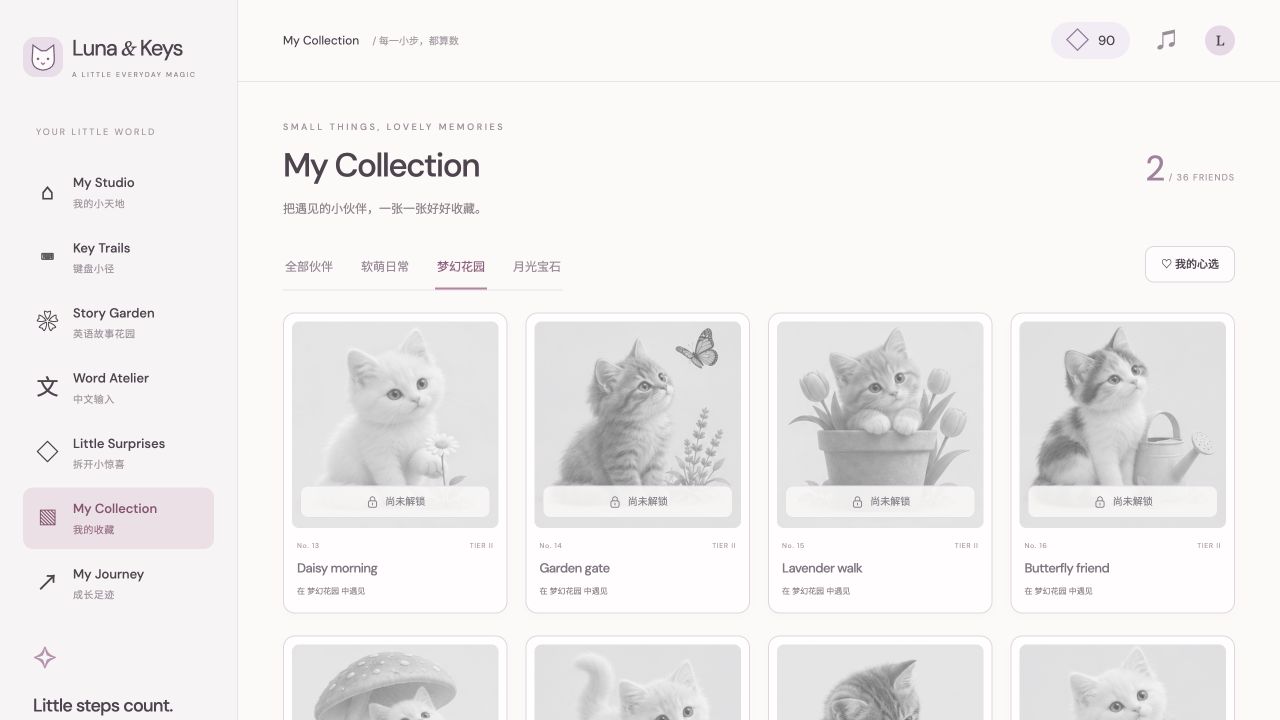 Luna & Keys
A LITTLE EVERYDAY MAGIC
YOUR LITTLE WORLD
My Studio
我的小天地
Key Trails
键盘小径
Story Garden
英语故事花园
文
Word Atelier
中文输入
Little Surprises
拆开小惊喜
My Collection
我的收藏
My Journey
成长足迹
Little steps count.
My Collection / 每一小步，都算数
90
L
SMALL THINGS, LOVELY MEMORIES
My Collection
把遇见的小伙伴，一张一张好好收藏。
2 / 36 FRIENDS
全部伙伴 软萌日常 梦幻花园 月光宝石
♡ 我的心选
尚未解锁
No. 13 TIER II
Daisy morning
在 梦幻花园 中遇见
尚未解锁
No. 14 TIER II
Garden gate
在 梦幻花园 中遇见
尚未解锁
No. 15 TIER II
Lavender walk
在 梦幻花园 中遇见
尚未解锁
No. 16 TIER II
Butterfly friend
在 梦幻花园 中遇见